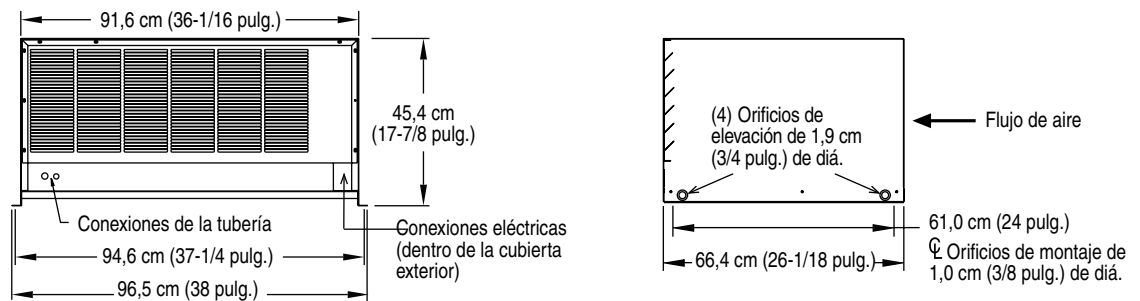 91,6 cm (36-1/16 pulg.)
45,4 cm
(17-7/8 pulg.)
Conexiones de la tubería
Conexiones eléctricas
(dentro de la cubierta
exterior)
94,6 cm (37-1/4 pulg.)
96,5 cm (38 pulg.)
(4) Orificios de
elevación de 1,9 cm
(3/4 pulg.) de diá.
Flujo de aire
61,0 cm (24 pulg.)
℄ Orificios de montaje de
1,0 cm (3/8 pulg.) de diá.
66,4 cm (26-1/18 pulg.)